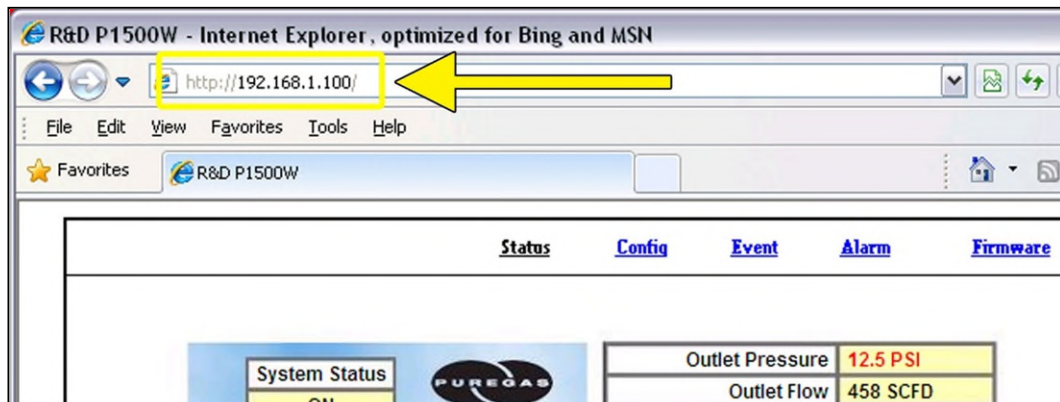 R&D P1500W - Internet Explorer, optimized for Bing and MSN
http://192.168.1.100/
File Edit View Favorites Tools Help
Favorites R&D P1500W
Status Config Event Alarm Firmware
System Status
PUREGAS
Outlet Pressure 12.5 PSI
ON
Outlet Flow 458 SCFD